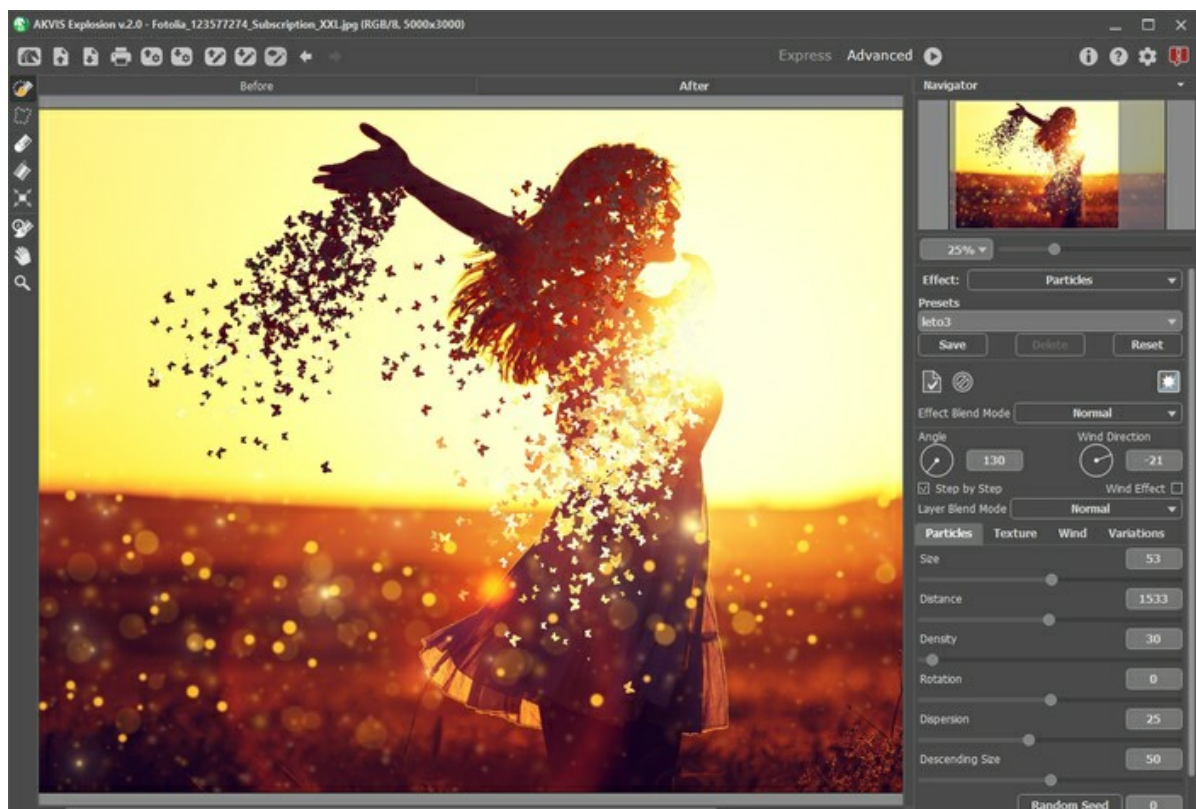 AKVIS Explosion v.2.0 - Fotolia_123577274_Subscription_XXL.jpg (RGB/8, 5000x3000)
Express Advanced
Before After
Navigator
25%
Effect: Particles
Presets
leto3
Save Delete Reset
Effect Blend Mode Normal
Angle Wind Direction
130 -21
Step by Step Wind Effect
Layer Blend Mode Normal
Particles Texture Wind Variations
Size 53
Distance 1533
Density 30
Rotation 0
Dispersion 25
Descending Size 50
Random Seed 0